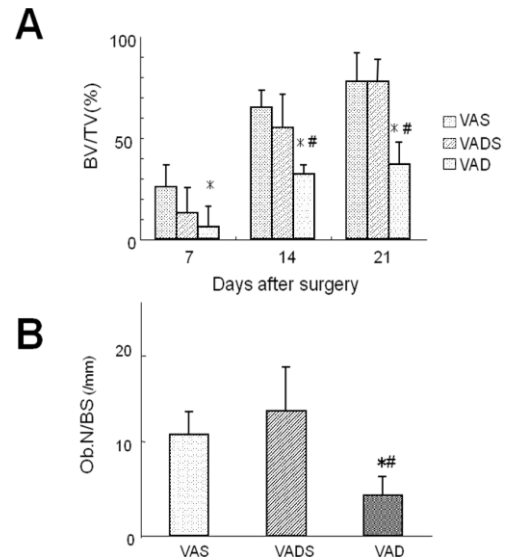 A
100
BV/TV(%)
50
0
*
*#
*#
7
14
21
Days after surgery
VAS
VADS
VAD
B
Ob.N/BS (/mm)
20
10
0
*#
VAS
VADS
VAD